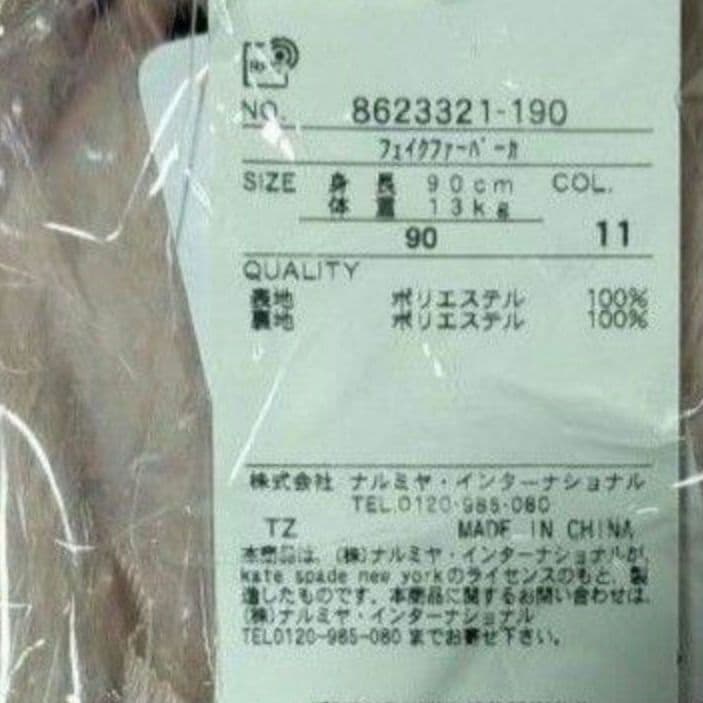 NO. 8623321-190
フェイクファーパーカ
SIZE 身長 90cm COL.
体重 13kg
90 11
QUALITY
表地 ポリエステル 100%
裏地 ポリエステル 100%
株式会社 ナルミヤ・インターナショナル
TEL.0120-985-080
TZ MADE IN CHINA
本商品は、(株)ナルミヤ・インターナショナルが、
kate spade new yorkのライセンスのもと、製
造したものです。本商品に関するお問い合わせは、
(株)ナルミヤ・インターナショナル
TEL0120-985-080 までお寄せ下さい。